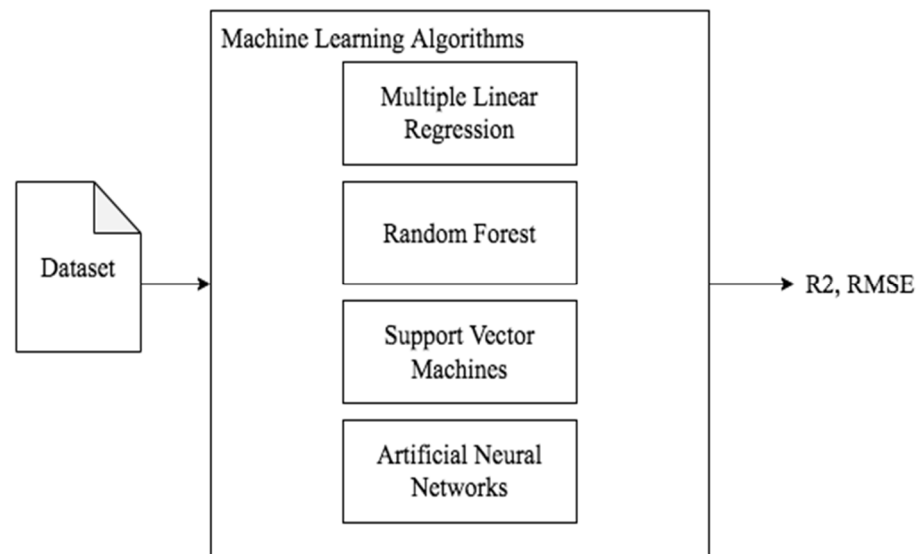 Machine Learning Algorithms
Multiple Linear
Regression
Random Forest
Dataset
R2, RMSE
Support Vector
Machines
Artificial Neural
Networks